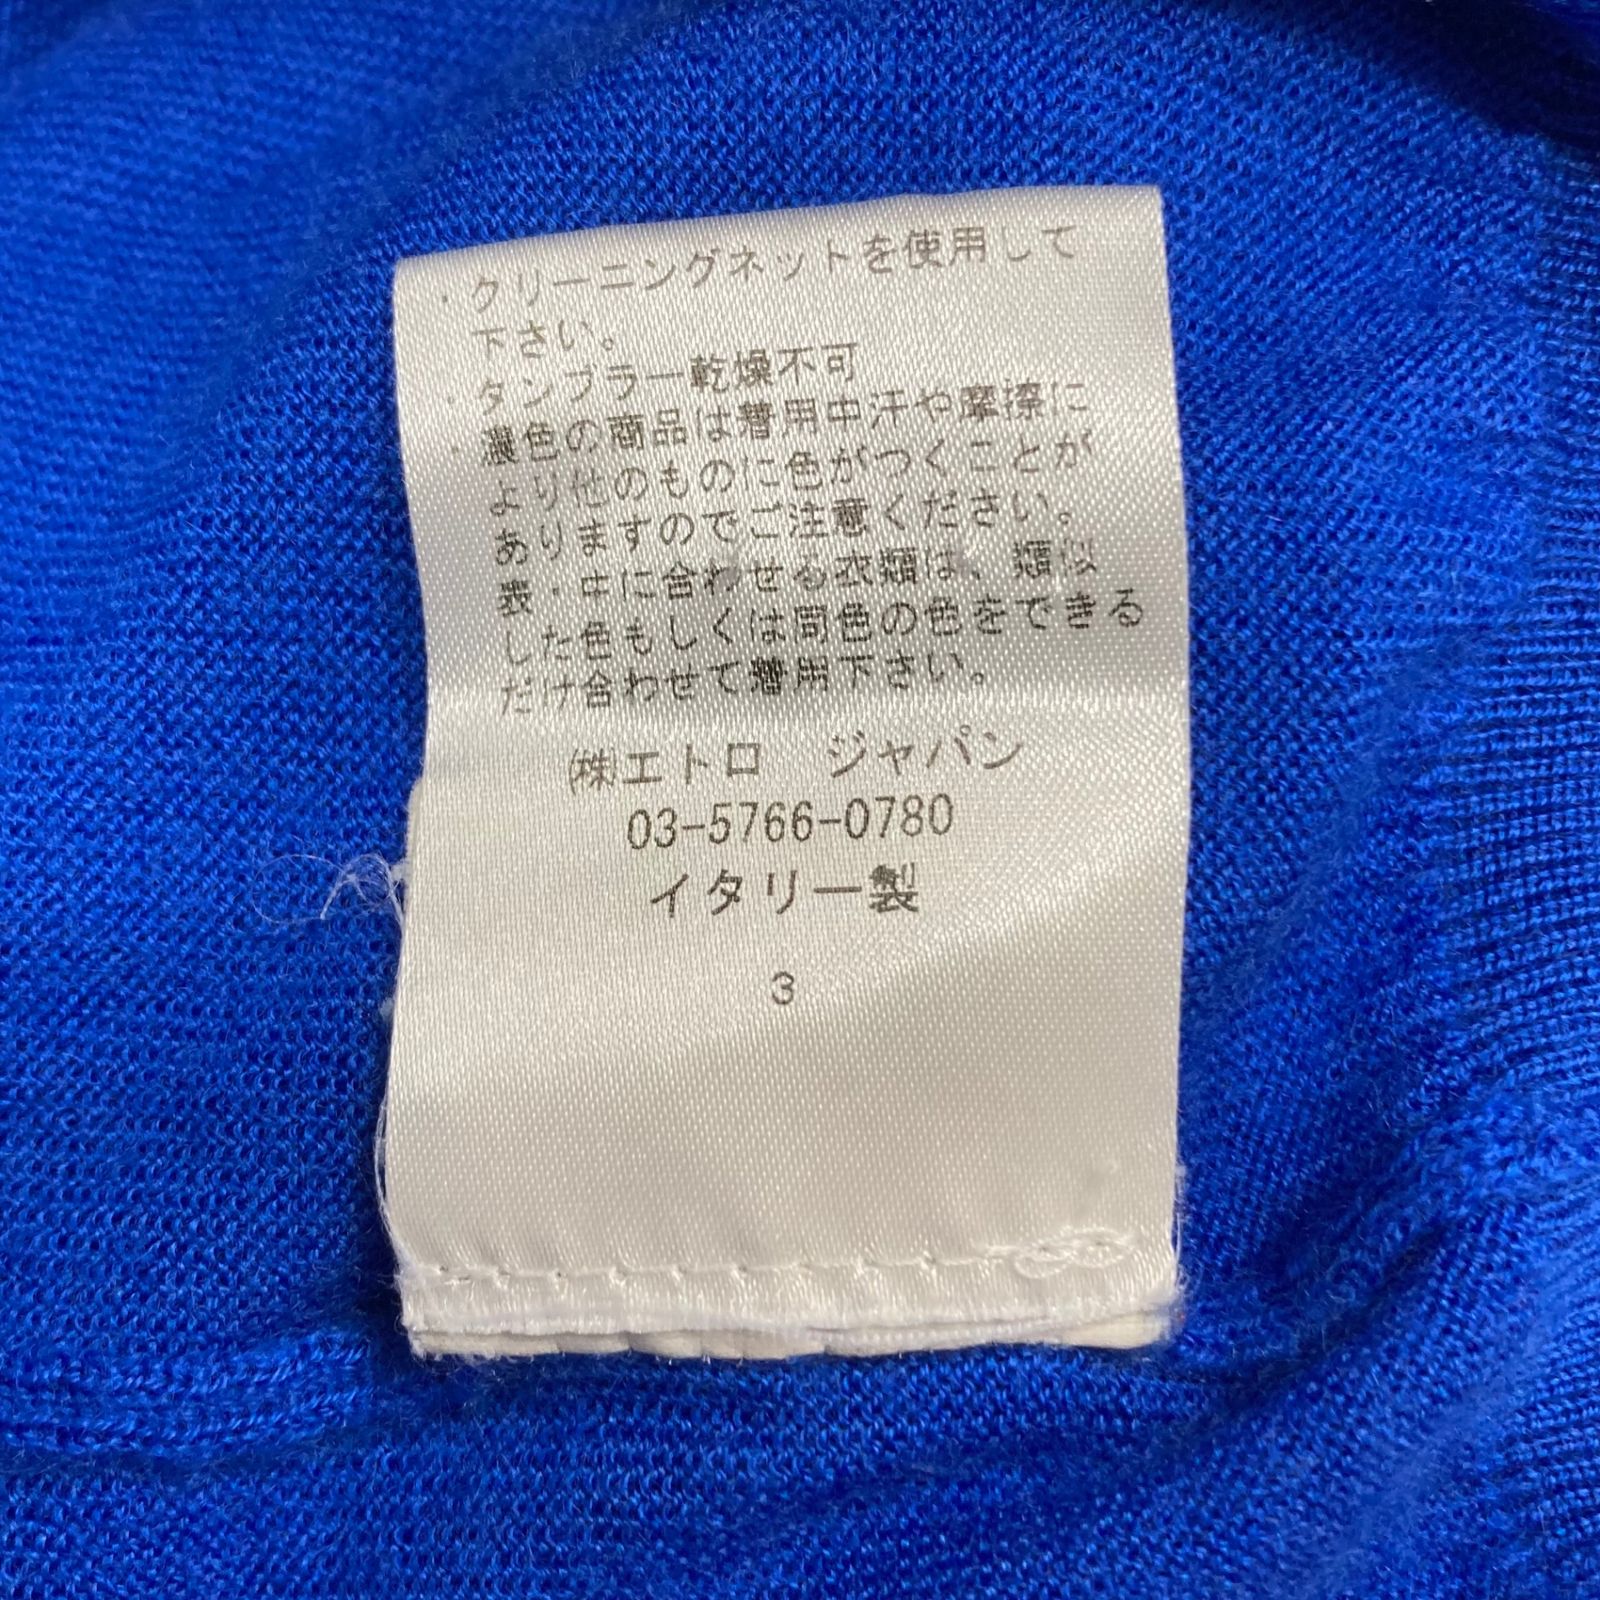 ・クリーニングネットを使用して
下さい。
・タンブラー乾燥不可
・濃色の商品は着用中汗や摩擦に
より他のものに色がつくことが
ありますのでご注意ください。
表・中に合わせる衣類は、類似
した色もしくは同色の色をできる
だけ合わせて着用下さい。
㈱エトロ　ジャパン
03-5766-0780
イタリー製
3